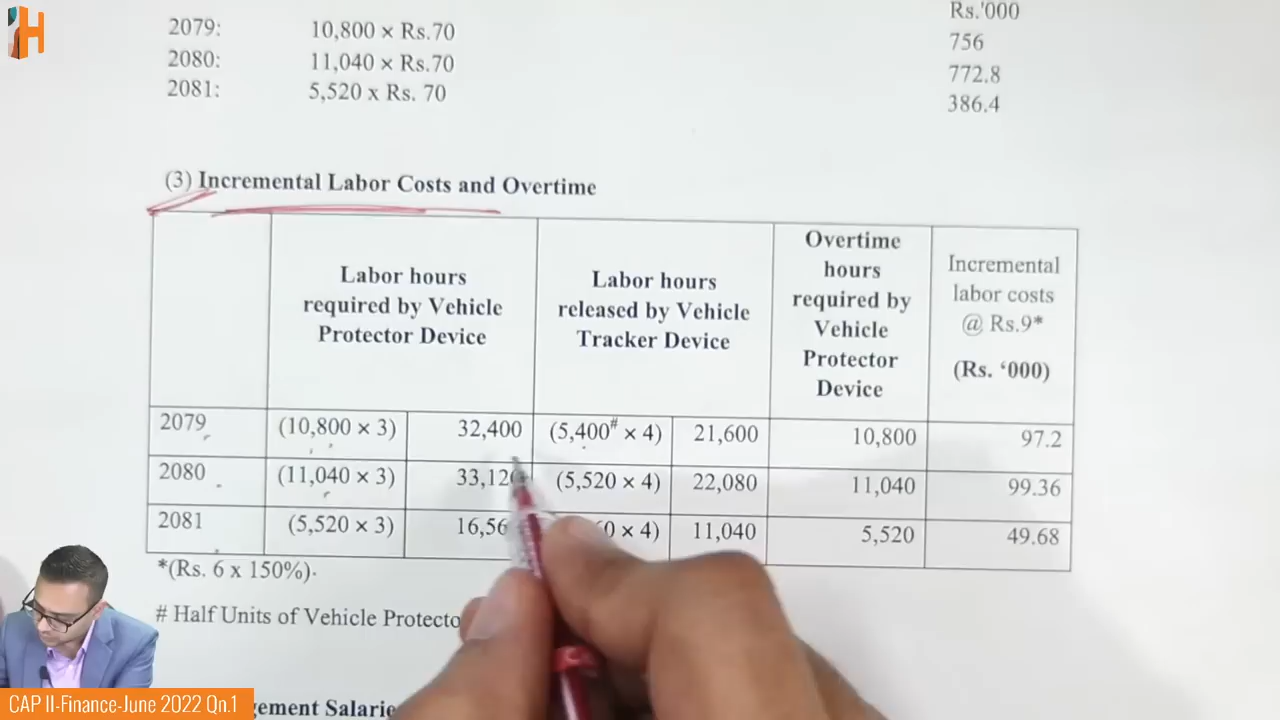 H
Rs.'000
2079: 10,800 × Rs.70 756
2080: 11,040 × Rs.70 772.8
2081: 5,520 x Rs. 70 386.4
(3) Incremental Labor Costs and Overtime
Labor hours required by Vehicle Protector Device
Labor hours released by Vehicle Tracker Device
Overtime hours required by Vehicle Protector Device
Incremental labor costs @ Rs.9* (Rs. ‘000)
2079 (10,800 × 3) 32,400 (5,400# × 4) 21,600 10,800 97.2
2080 (11,040 × 3) 33,120 (5,520 × 4) 22,080 11,040 99.36
2081 (5,520 × 3) × 4) 11,040 5,520 49.68
*(Rs. 6 x 150%)
# Half Units of Vehicle
CAP II-Finance-June 2022 Qn.1